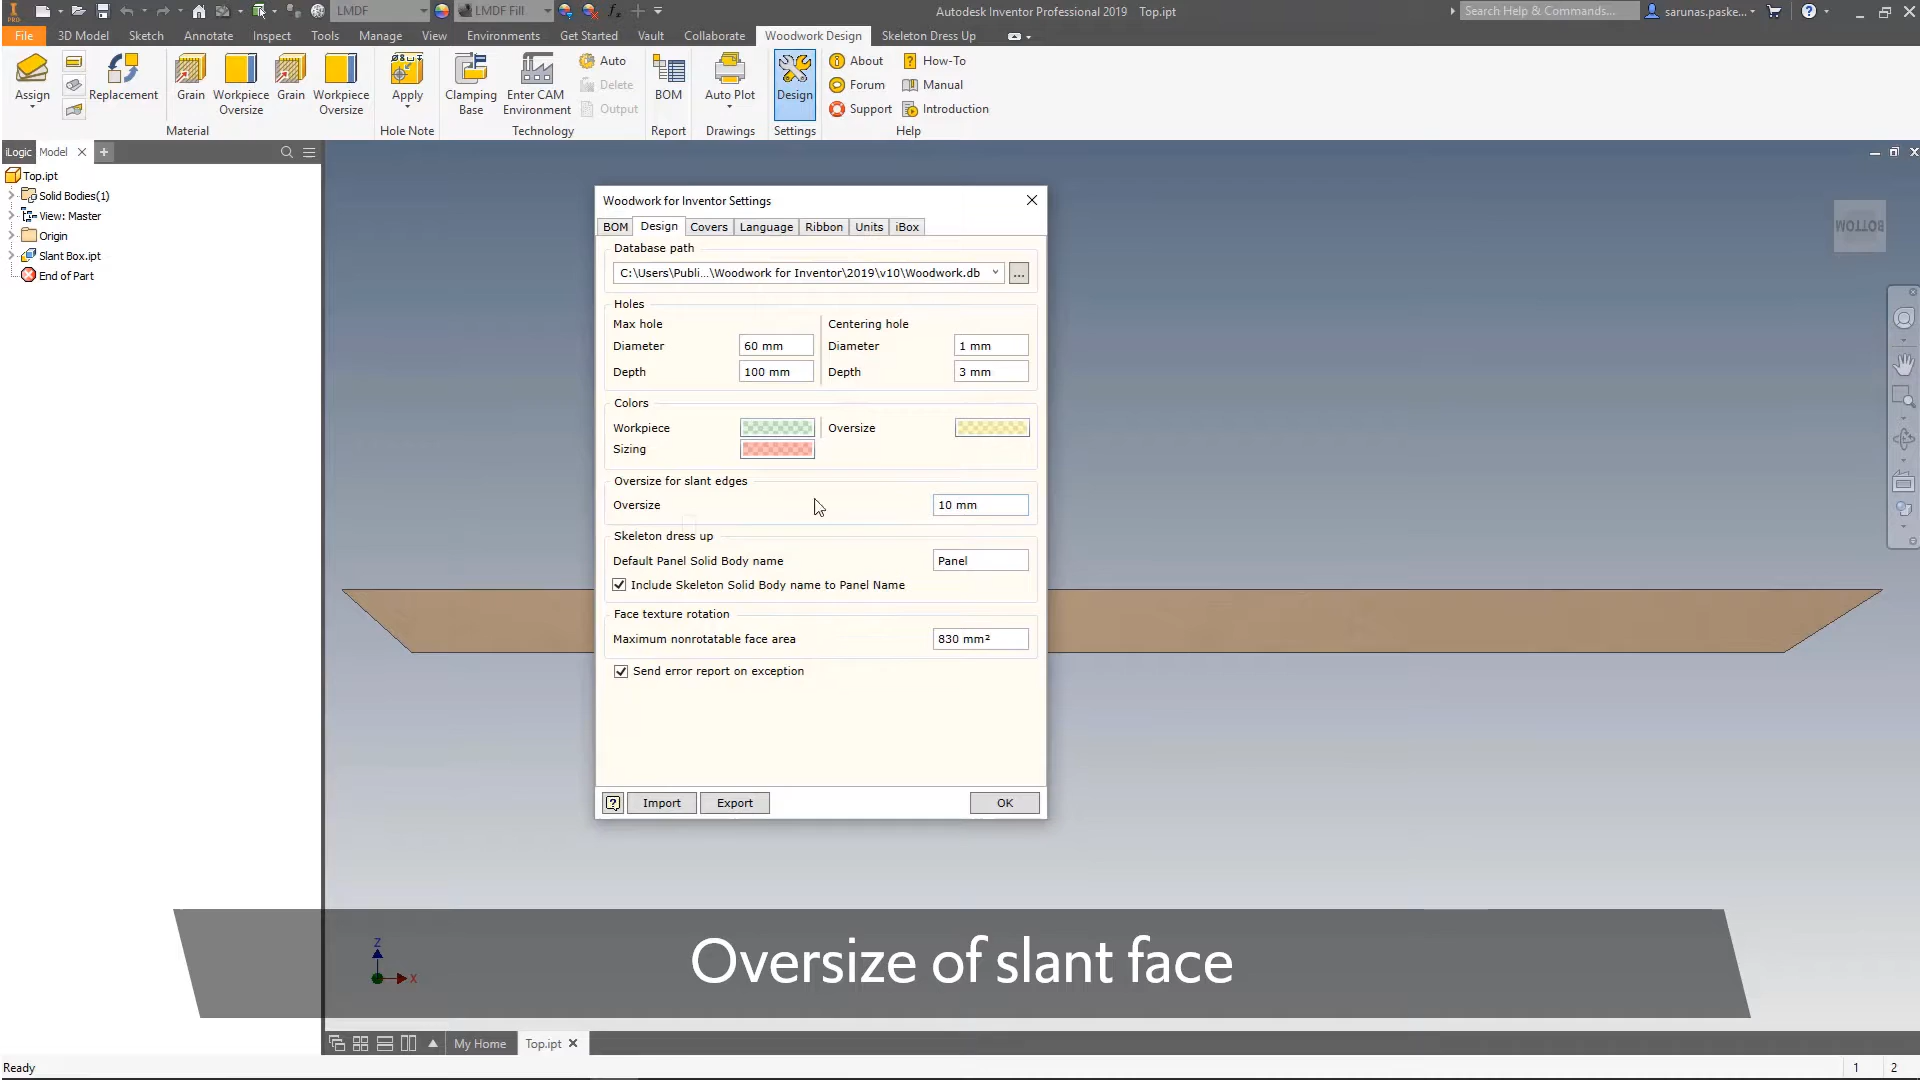 LMDF
LMDF Fill
Autodesk Inventor Professional 2019 Top.ipt
Search Help & Commands...
sarunas.paske...
File 3D Model Sketch Annotate Inspect Tools Manage View Environments Get Started Vault Collaborate Woodwork Design Skeleton Dress Up
Assign
Replacement
Grain
Workpiece
Oversize
Grain
Workpiece
Oversize
Material
Apply
Hole Note
Clamping
Base
Enter CAM
Environment
Auto
Delete
Output
Technology
BOM
Report
Auto Plot
Drawings
Design
Settings
About How-To
Forum Manual
Support Introduction
Help
iLogic Model
Top.ipt
Solid Bodies(1)
View: Master
Origin
Slant Box.ipt
End of Part
BOTTOM
Woodwork for Inventor Settings
BOM Design Covers Language Ribbon Units iBox
Database path
C:\Users\Publi...\Woodwork for Inventor\2019\v10\Woodwork.db
...
Holes
Max hole Centering hole
Diameter 60 mm Diameter 1 mm
Depth 100 mm Depth 3 mm
Colors
Workpiece Oversize
Sizing
Oversize for slant edges
Oversize 10 mm
Skeleton dress up
Default Panel Solid Body name Panel
Include Skeleton Solid Body name to Panel Name
Face texture rotation
Maximum nonrotatable face area 830 mm²
Send error report on exception
Import Export OK
Z
X
Oversize of slant face
My Home Top.ipt
Ready 1 2